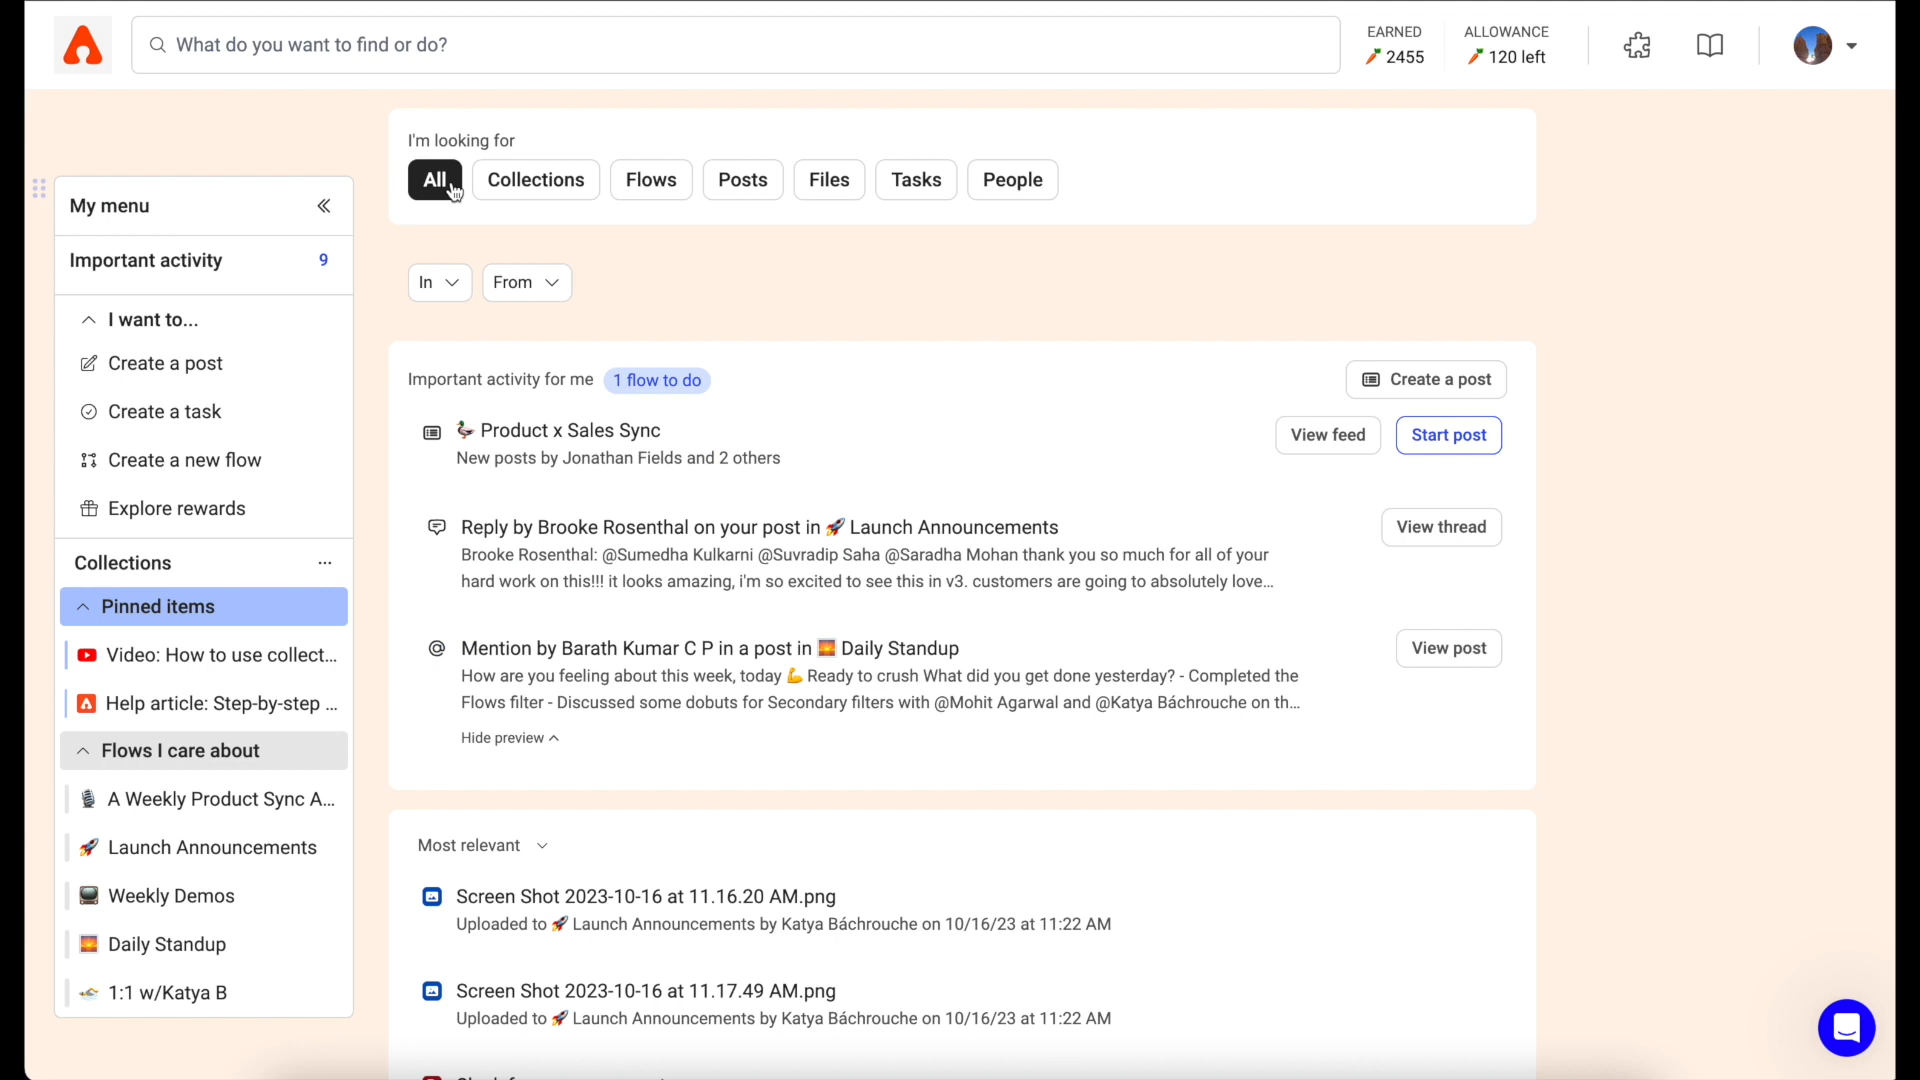 What do you want to find or do?
EARNED
2455
ALLOWANCE
120 left
I'm looking for
All
Collections
Flows
Posts
Files
Tasks
People
My menu
Important activity 9
I want to...
Create a post
Create a task
Create a new flow
Explore rewards
Collections
Pinned items
Video: How to use collect...
Help article: Step-by-step ...
Flows I care about
A Weekly Product Sync A...
Launch Announcements
Weekly Demos
Daily Standup
1:1 w/Katya B
In
From
Important activity for me 1 flow to do
Create a post
Product x Sales Sync
New posts by Jonathan Fields and 2 others
View feed
Start post
Reply by Brooke Rosenthal on your post in 🚀 Launch Announcements
Brooke Rosenthal: @Sumedha Kulkarni @Suvradip Saha @Saradha Mohan thank you so much for all of your
hard work on this!!! it looks amazing, i'm so excited to see this in v3. customers are going to absolutely love...
View thread
Mention by Barath Kumar C P in a post in 🌅 Daily Standup
How are you feeling about this week, today 💪 Ready to crush What did you get done yesterday? - Completed the
Flows filter - Discussed some dobuts for Secondary filters with @Mohit Agarwal and @Katya Báchrouche on th...
Hide preview
View post
Most relevant
Screen Shot 2023-10-16 at 11.16.20 AM.png
Uploaded to 🚀 Launch Announcements by Katya Báchrouche on 10/16/23 at 11:22 AM
Screen Shot 2023-10-16 at 11.17.49 AM.png
Uploaded to 🚀 Launch Announcements by Katya Báchrouche on 10/16/23 at 11:22 AM